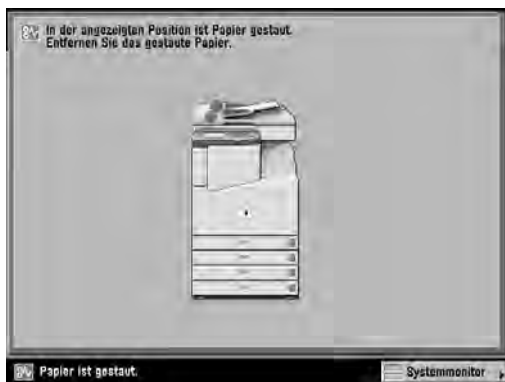 In der angezeigten Position ist Papier gestaut.
Entfernen Sie das gestaute Papier.
Papier ist gestaut.
Systemmonitor